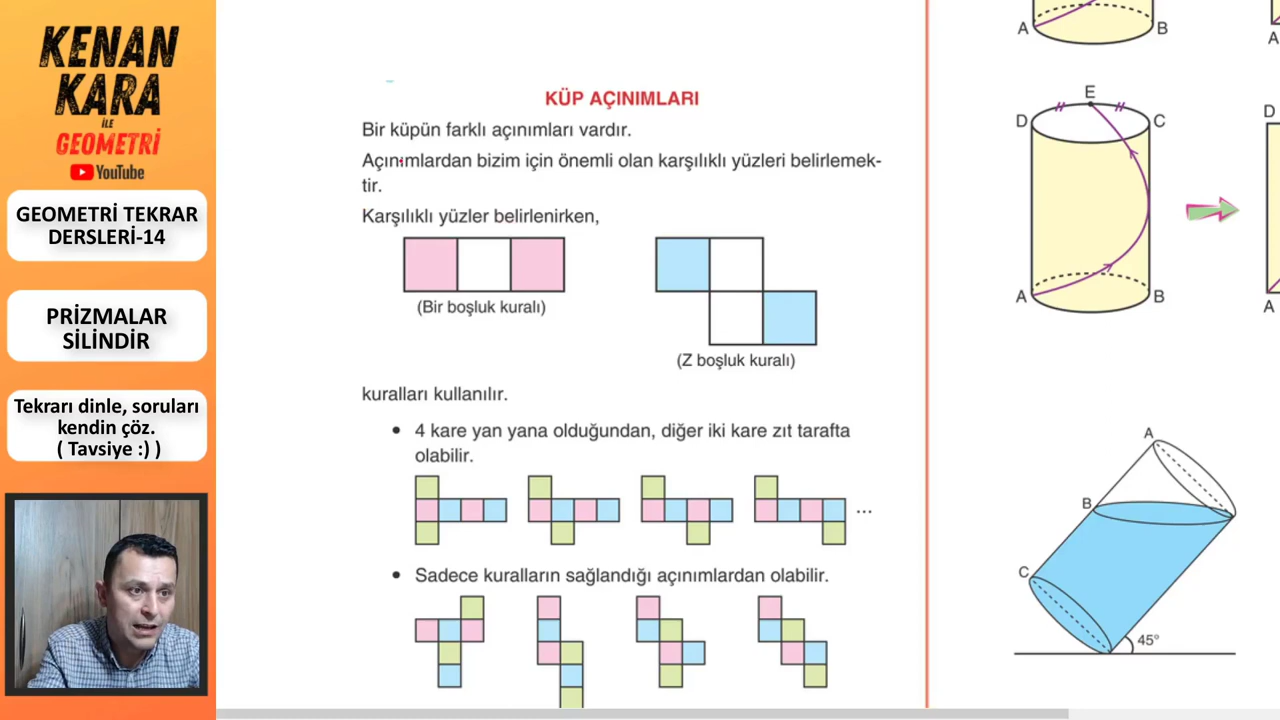 KENAN
KARA
İLE
GEOMETRİ
YouTube
GEOMETRİ TEKRAR
DERSLERİ-14
PRİZMALAR
SİLİNDİR
Tekrarı dinle, soruları
kendin çöz.
( Tavsiye :) )
KÜP AÇINIMLARI
Bir küpün farklı açınımları vardır.
Açınımlardan bizim için önemli olan karşılıklı yüzleri belirlemek-
tir.
Karşılıklı yüzler belirlenirken,
(Bir boşluk kuralı)
(Z boşluk kuralı)
kuralları kullanılır.
• 4 kare yan yana olduğundan, diğer iki kare zıt tarafta
olabilir.
...
• Sadece kuralların sağlandığı açınımlardan olabilir.
A
B
A
E
D
C
D
A
B
A
A
B
C
45°